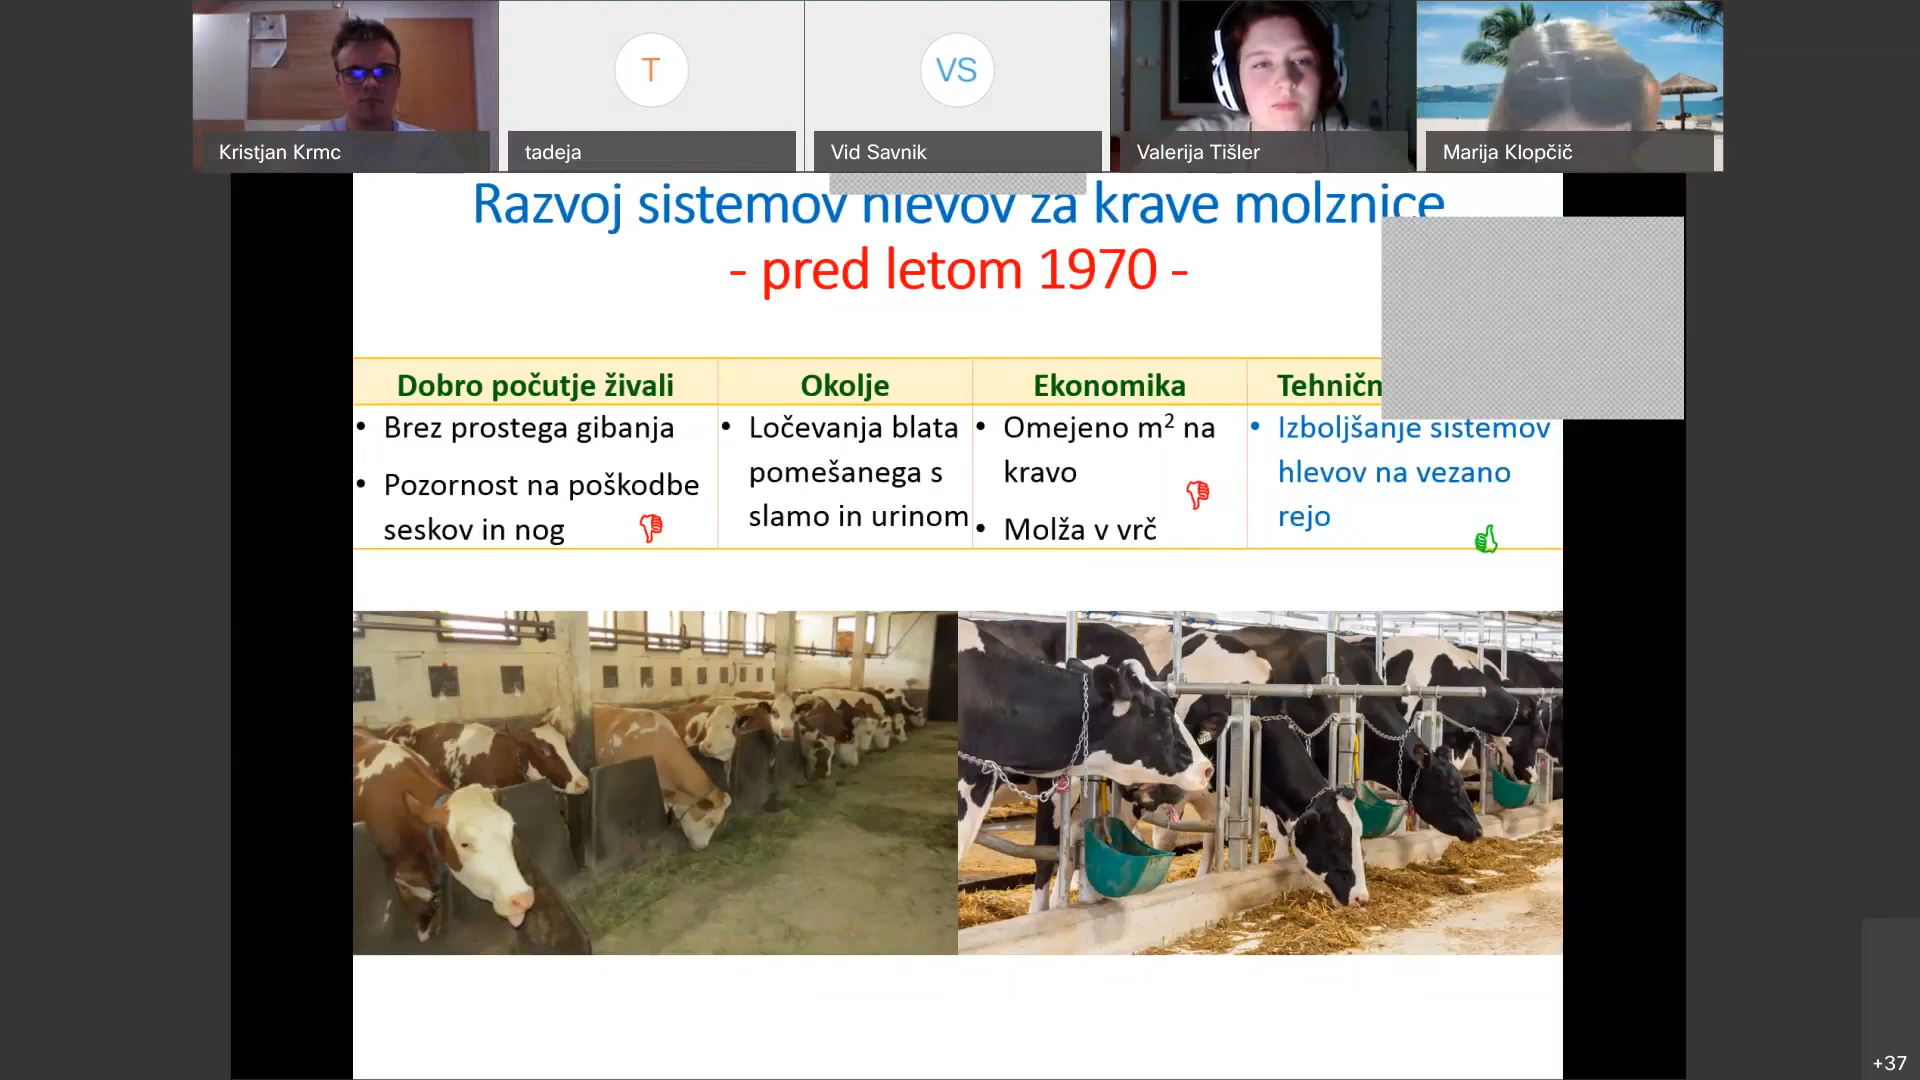 Kristjan Krmc
T
tadeja
VS
Vid Savnik
Valerija Tišler
Marija Klopčič
Razvoj sistemov hlevov za krave molznice
- pred letom 1970 -
Dobro počutje živali
• Brez prostega gibanja
• Pozornost na poškodbe
seskov in nog
Okolje
• Ločevanja blata
pomešanega s
slamo in urinom
Ekonomika
• Omejeno m² na
kravo
• Molža v vrč
• Izboljšanje sistemov
hlevov na vezano
rejo
+37